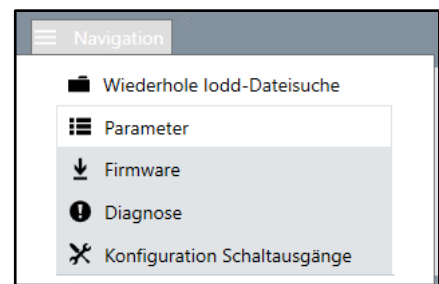 Navigation
Wiederhole Iodd-Dateisuche
Parameter
Firmware
Diagnose
Konfiguration Schaltausgänge